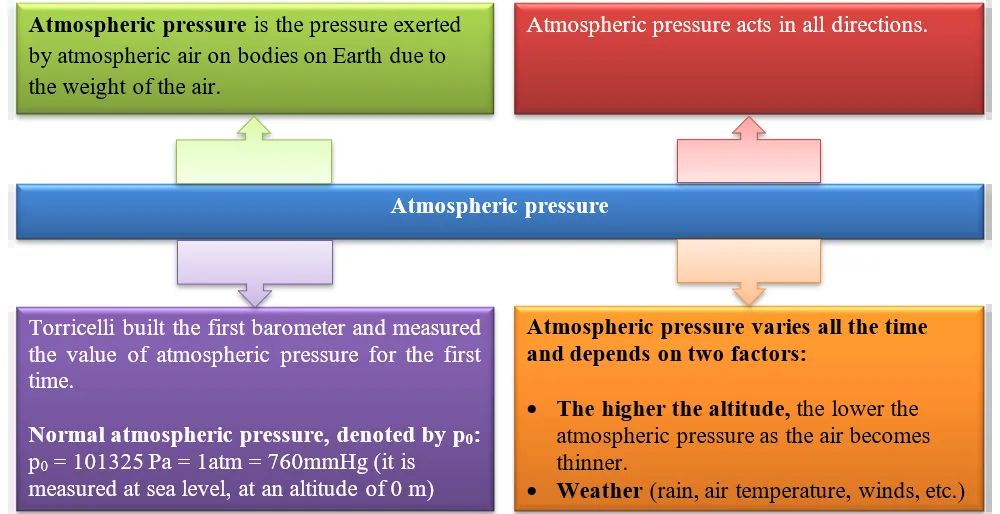 Atmospheric pressure is the pressure exerted
by atmospheric air on bodies on Earth due to
the weight of the air.
Atmospheric pressure acts in all directions.
Atmospheric pressure
Torricelli built the first barometer and measured
the value of atmospheric pressure for the first
time.
Normal atmospheric pressure, denoted by p₀:
p₀ = 101325 Pa = 1atm = 760mmHg (it is
measured at sea level, at an altitude of 0 m)
Atmospheric pressure varies all the time
and depends on two factors:
• The higher the altitude, the lower the
atmospheric pressure as the air becomes
thinner.
• Weather (rain, air temperature, winds, etc.)